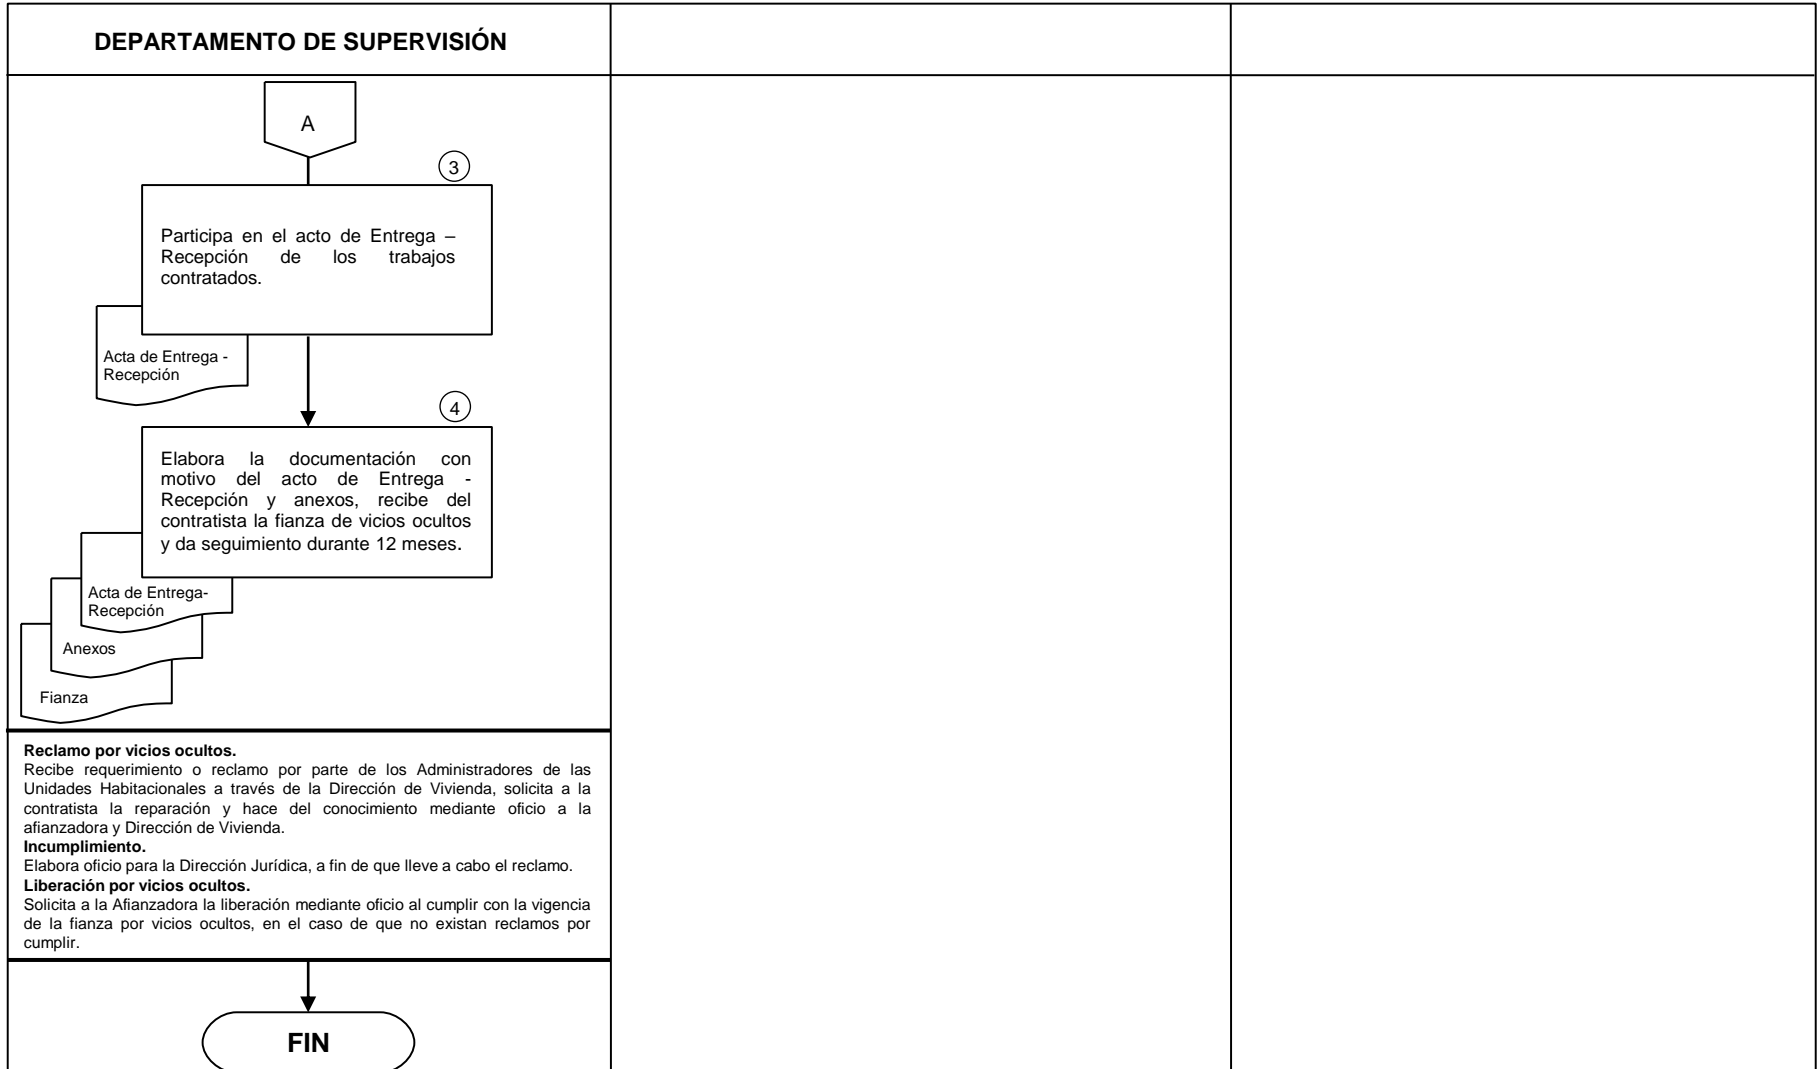 DEPARTAMENTO DE SUPERVISIÓN
A
3
Participa en el acto de Entrega –
Recepción de los trabajos
contratados.
Acta de Entrega -
Recepción
4
Elabora la documentación con
motivo del acto de Entrega -
Recepción y anexos, recibe del
contratista la fianza de vicios ocultos
y da seguimiento durante 12 meses.
Acta de Entrega-
Recepción
Anexos
Fianza
Reclamo por vicios ocultos.
Recibe requerimiento o reclamo por parte de los Administradores de las
Unidades Habitacionales a través de la Dirección de Vivienda, solicita a la
contratista la reparación y hace del conocimiento mediante oficio a la
afianzadora y Dirección de Vivienda.
Incumplimiento.
Elabora oficio para la Dirección Jurídica, a fin de que lleve a cabo el reclamo.
Liberación por vicios ocultos.
Solicita a la Afianzadora la liberación mediante oficio al cumplir con la vigencia
de la fianza por vicios ocultos, en el caso de que no existan reclamos por
cumplir.
FIN